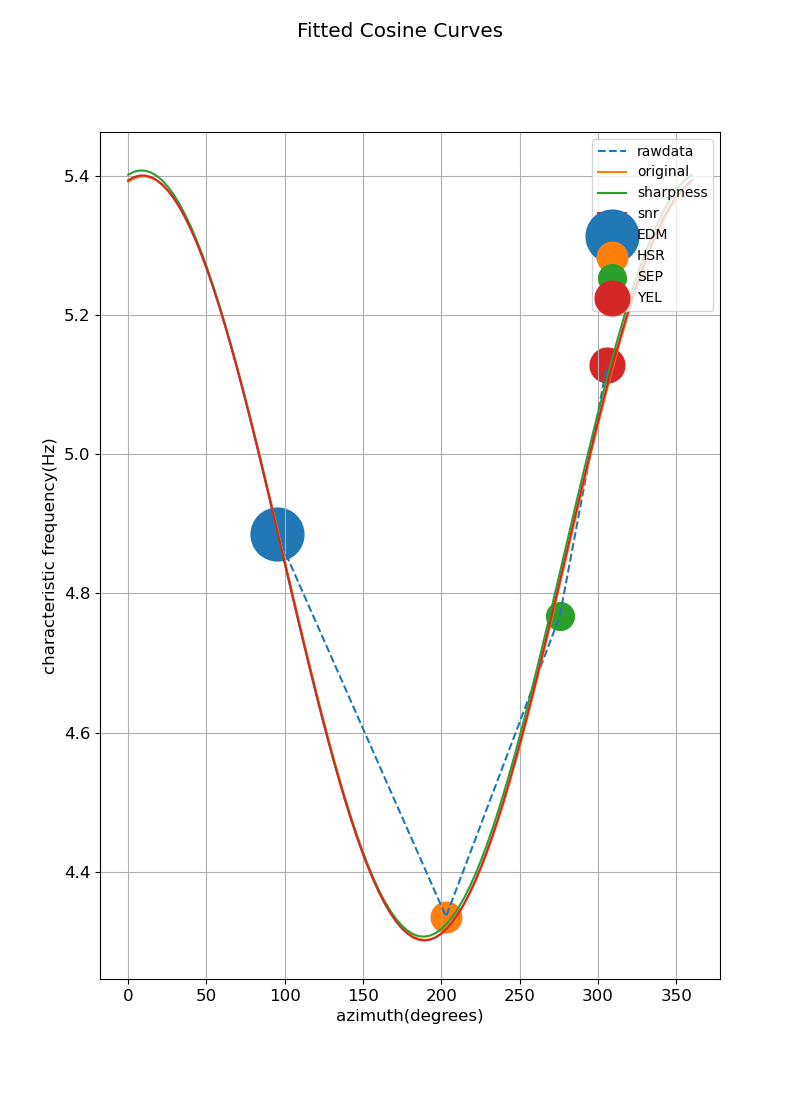 Fitted Cosine Curves
rawdata
original
sharpness
snr
EDM
HSR
SEP
YEL
5.4
5.2
5.0
4.8
4.6
4.4
characteristic frequency(Hz)
0 50 100 150 200 250 300 350
azimuth(degrees)